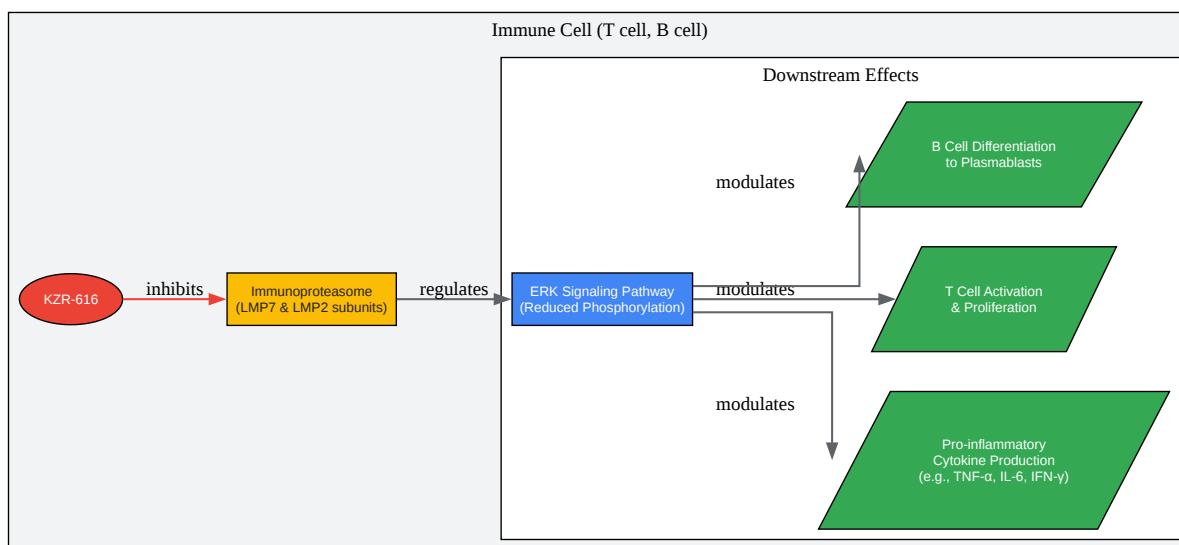 Immune Cell (T cell, B cell)
Downstream Effects
B Cell Differentiation
to Plasmablasts
modulates
KZR-616
inhibits
Immunoproteasome
(LMP7 & LMP2 subunits)
regulates
ERK Signaling Pathway
(Reduced Phosphorylation)
modulates
T Cell Activation
& Proliferation
modulates
Pro-inflammatory
Cytokine Production
(e.g., TNF-α, IL-6, IFN-γ)